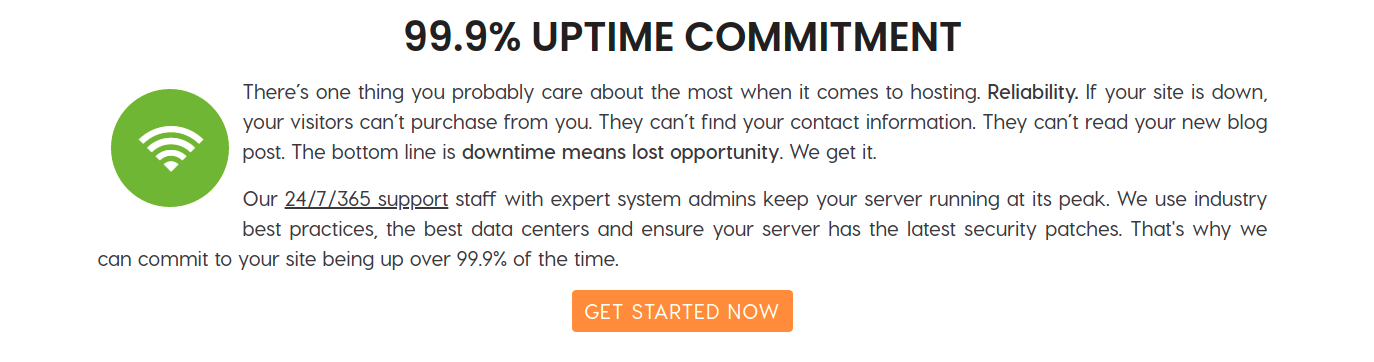 99.9% UPTIME COMMITMENT
There's one thing you probably care about the most when it comes to hosting. Reliability. If your site is down,
your visitors can't purchase from you. They can't find your contact information. They can't read your new blog
post. The bottom line is downtime means lost opportunity. We get it.
Our 24/7/365 support staff with expert system admins keep your server running at its peak. We use industry
best practices, the best data centers and ensure your server has the latest security patches. That's why we
can commit to your site being up over 99.9% of the time.
GET STARTED NOW